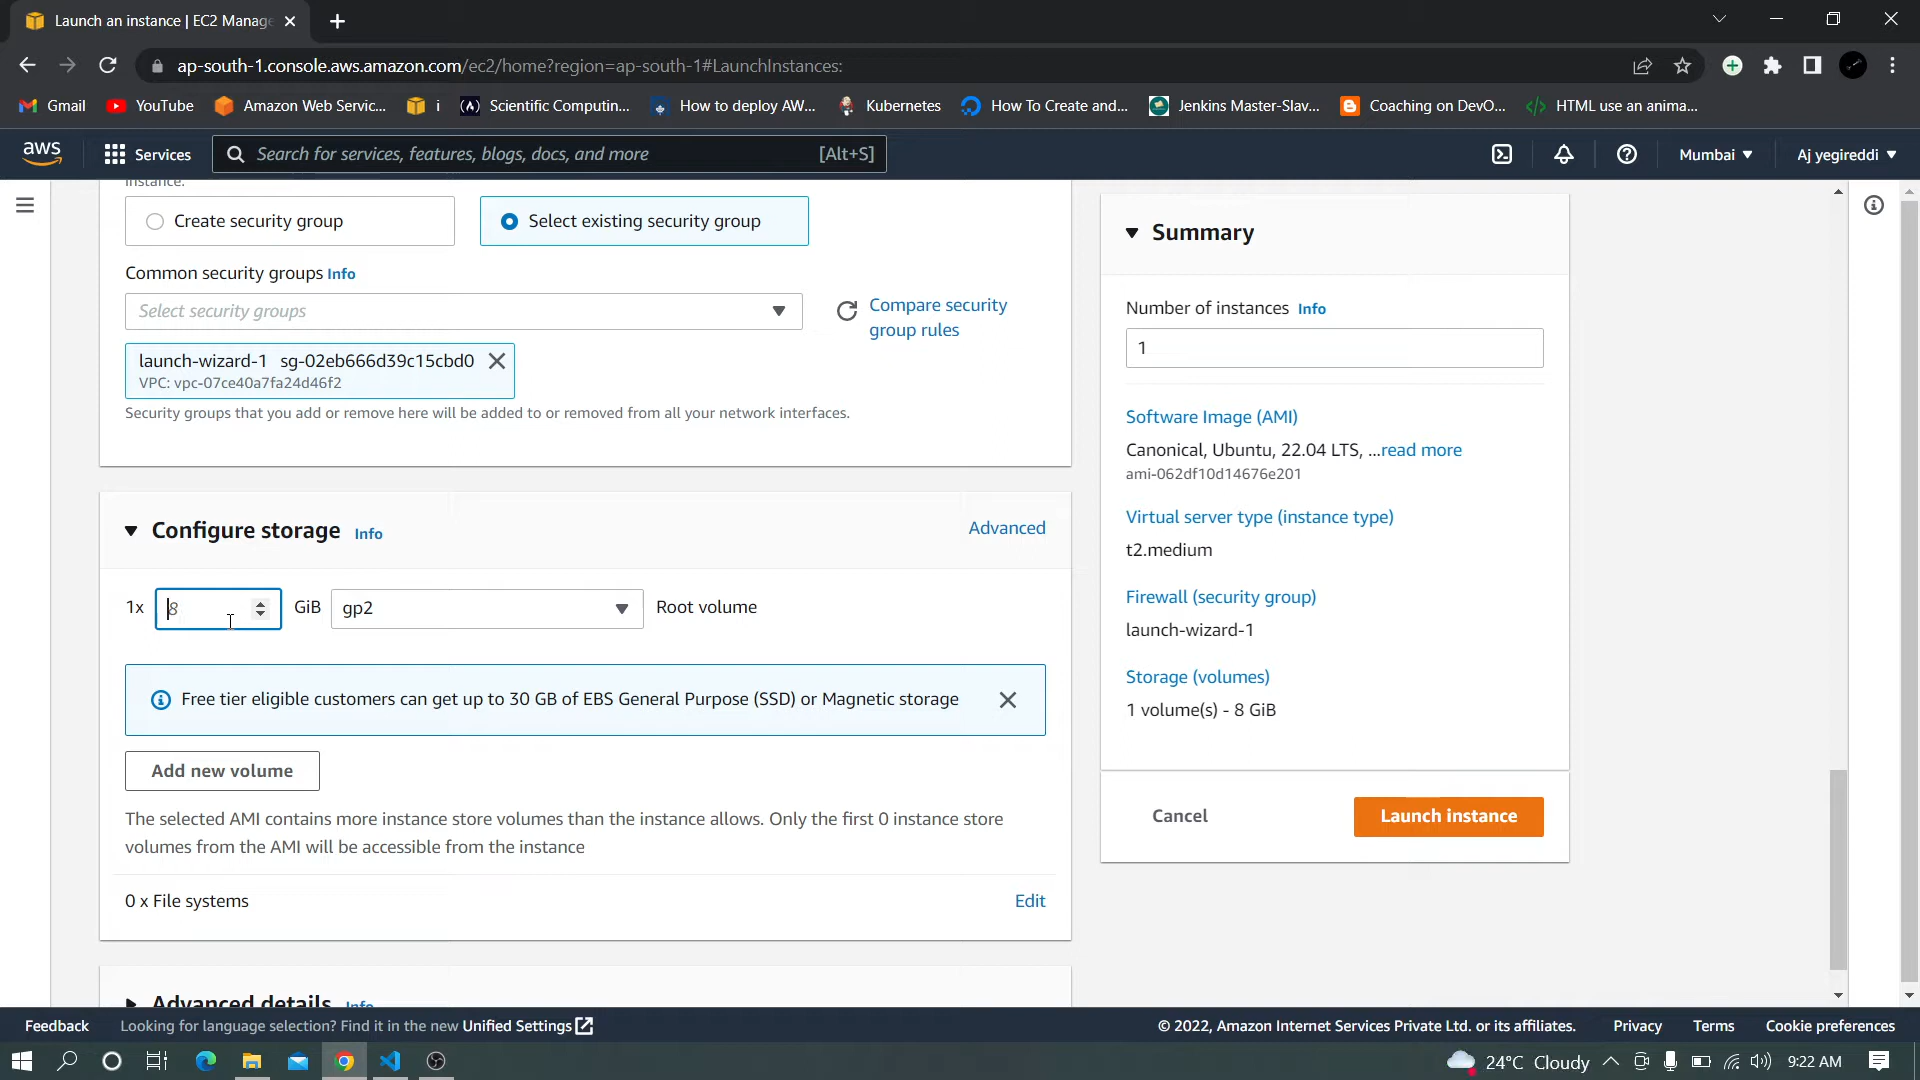 Launch an instance | EC2 Manage
ap-south-1.console.aws.amazon.com/ec2/home?region=ap-south-1#LaunchInstances:
Gmail YouTube Amazon Web Servic... i Scientific Computin... How to deploy AW... Kubernetes How To Create and... Jenkins Master-Slav... Coaching on DevO... HTML use an anima...
aws Services Search for services, features, blogs, docs, and more [Alt+S] Mumbai Aj yegireddi
instance.
Create security group
Select existing security group
Common security groups Info
Select security groups
Compare security
group rules
launch-wizard-1 sg-02eb666d39c15cbd0
VPC: vpc-07ce40a7fa24d46f2
Security groups that you add or remove here will be added to or removed from all your network interfaces.
Configure storage Info Advanced
1x 8 GiB gp2 Root volume
Free tier eligible customers can get up to 30 GB of EBS General Purpose (SSD) or Magnetic storage
Add new volume
The selected AMI contains more instance store volumes than the instance allows. Only the first 0 instance store
volumes from the AMI will be accessible from the instance
0 x File systems Edit
Advanced details Info
Summary
Number of instances Info
1
Software Image (AMI)
Canonical, Ubuntu, 22.04 LTS, ...read more
ami-062df10d14676e201
Virtual server type (instance type)
t2.medium
Firewall (security group)
launch-wizard-1
Storage (volumes)
1 volume(s) - 8 GiB
Cancel Launch instance
Feedback Looking for language selection? Find it in the new Unified Settings © 2022, Amazon Internet Services Private Ltd. or its affiliates. Privacy Terms Cookie preferences
24°C Cloudy 9:22 AM